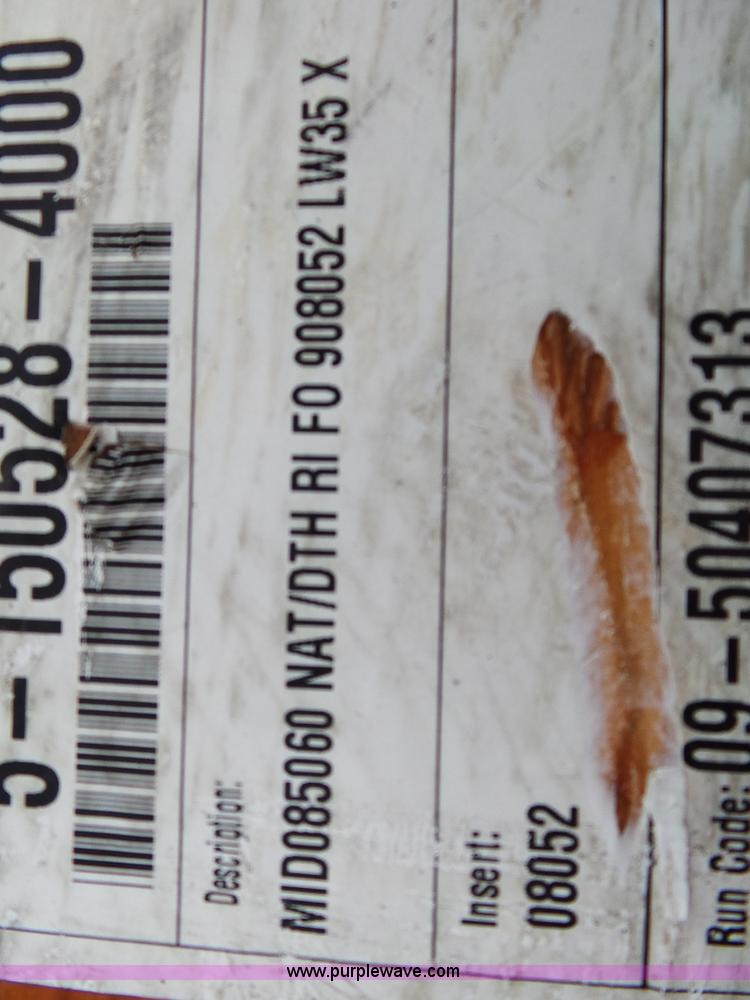 5 – 150528 – 4000
Description:
MID085060 NAT/DTH RI FO 908052 LW35 X
Insert:
08052
Run Code: 09 – 50407313
www.purplewave.com